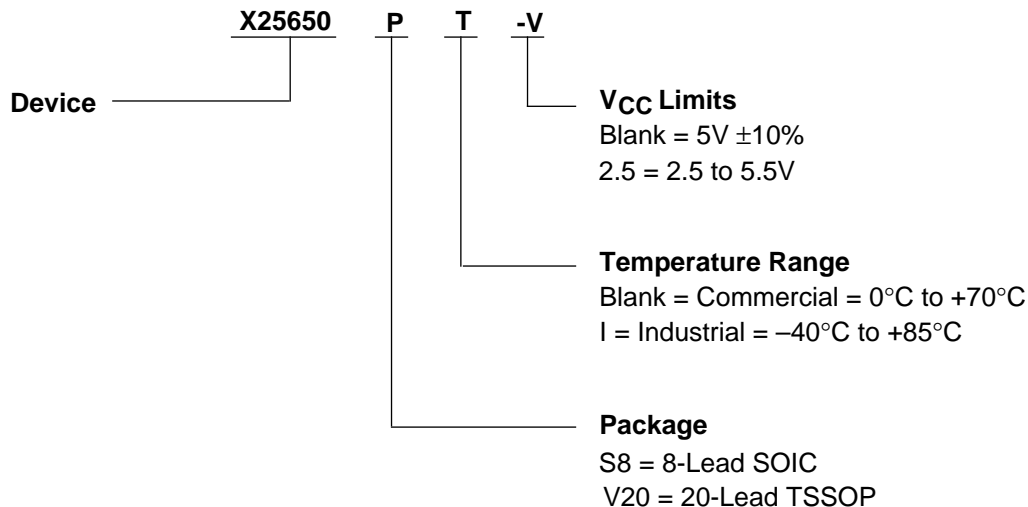 X25650 P T -V
Device
VCC Limits
Blank = 5V ±10%
2.5 = 2.5 to 5.5V
Temperature Range
Blank = Commercial = 0°C to +70°C
I = Industrial = –40°C to +85°C
Package
S8 = 8-Lead SOIC
V20 = 20-Lead TSSOP